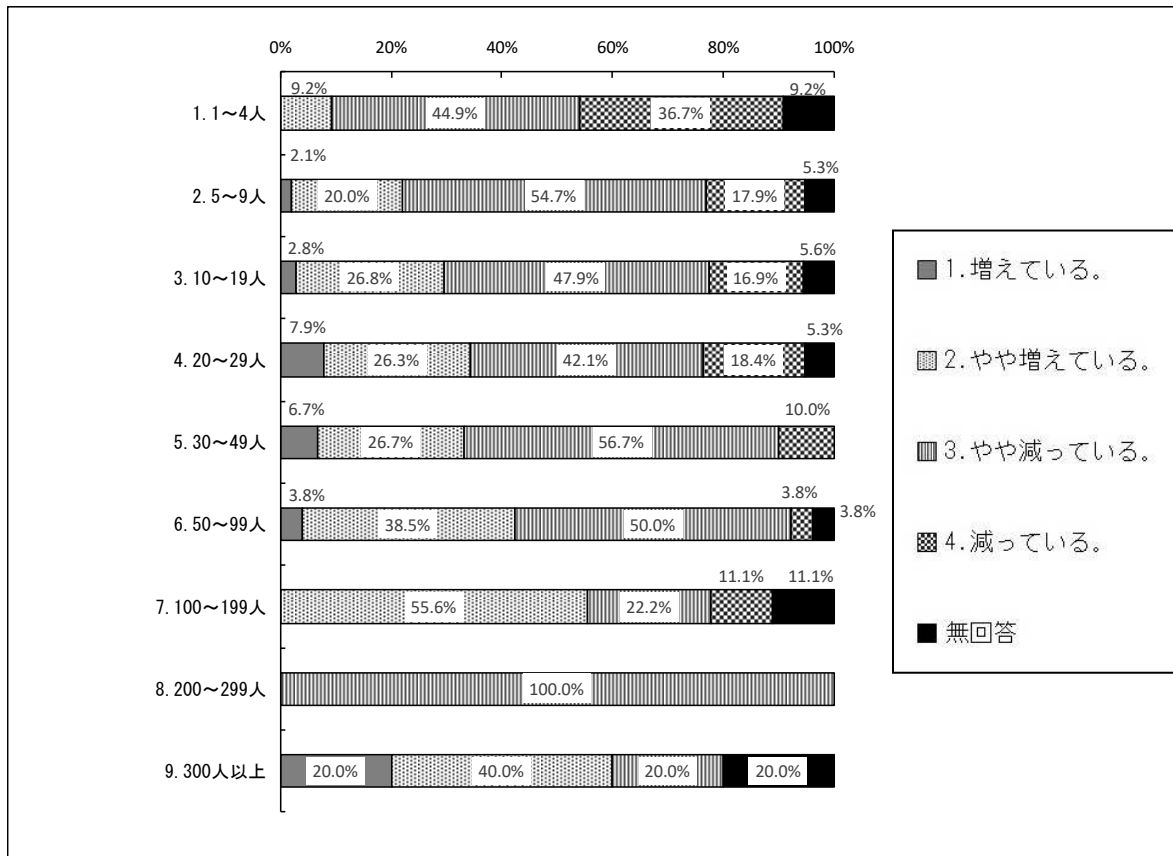 0% 20% 40% 60% 80% 100%
9.2% 9.2%
1. 1～4人 44.9% 36.7%
2.1% 5.3%
2. 5～9人 20.0% 54.7% 17.9%
2.8% 5.6%
3. 10～19人 26.8% 47.9% 16.9%
7.9% 5.3%
4. 20～29人 26.3% 42.1% 18.4%
6.7% 10.0%
5. 30～49人 26.7% 56.7%
3.8% 3.8% 3.8%
6. 50～99人 38.5% 50.0%
11.1% 11.1%
7. 100～199人 55.6% 22.2%
8. 200～299人 100.0%
9. 300人以上 20.0% 40.0% 20.0% 20.0%
1.増えている。
2.やや増えている。
3.やや減っている。
4.減っている。
無回答